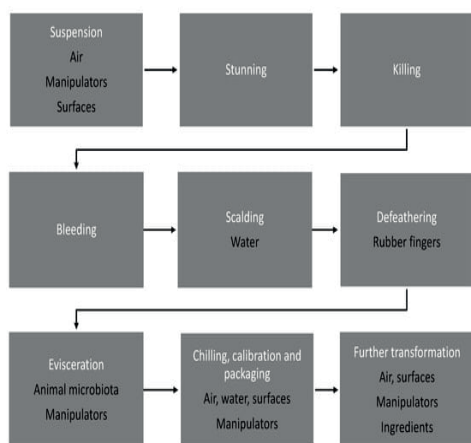 Suspension
Air
Manipulators
Surfaces
Stunning
Killing
Bleeding
Scalding
Water
Defeathering
Rubber fingers
Evisceration
Animal microbiota
Manipulators
Chilling, calibration and
packaging
Air, water, surfaces
Manipulators
Further transformation
Air, surfaces
Manipulators
Ingredients